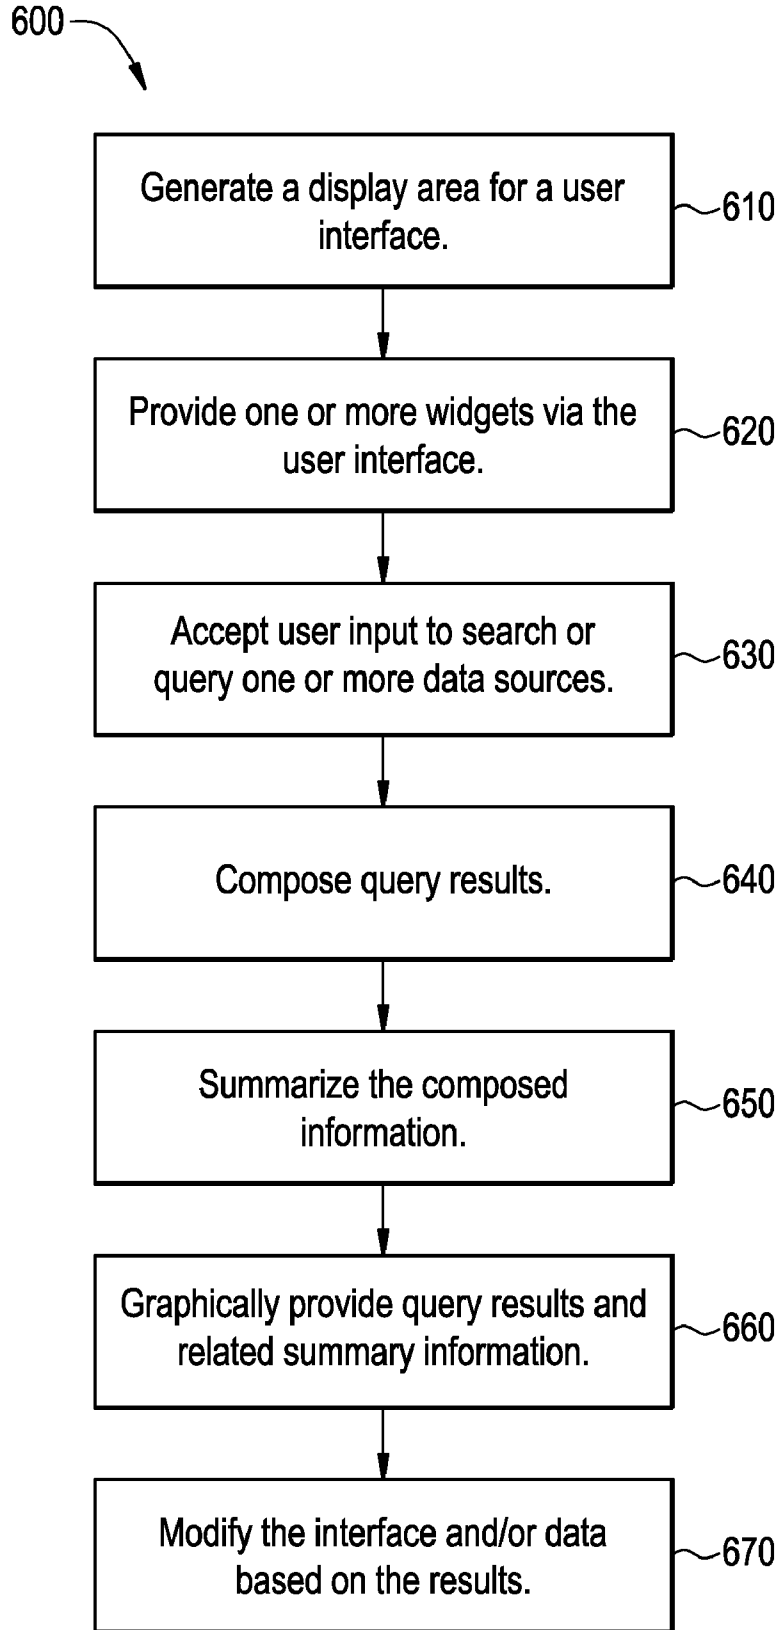 600
Generate a display area for a user
interface.
610
Provide one or more widgets via the
user interface.
620
Accept user input to search or
query one or more data sources.
630
Compose query results.
640
Summarize the composed
information.
650
Graphically provide query results and
related summary information.
660
Modify the interface and/or data
based on the results.
670